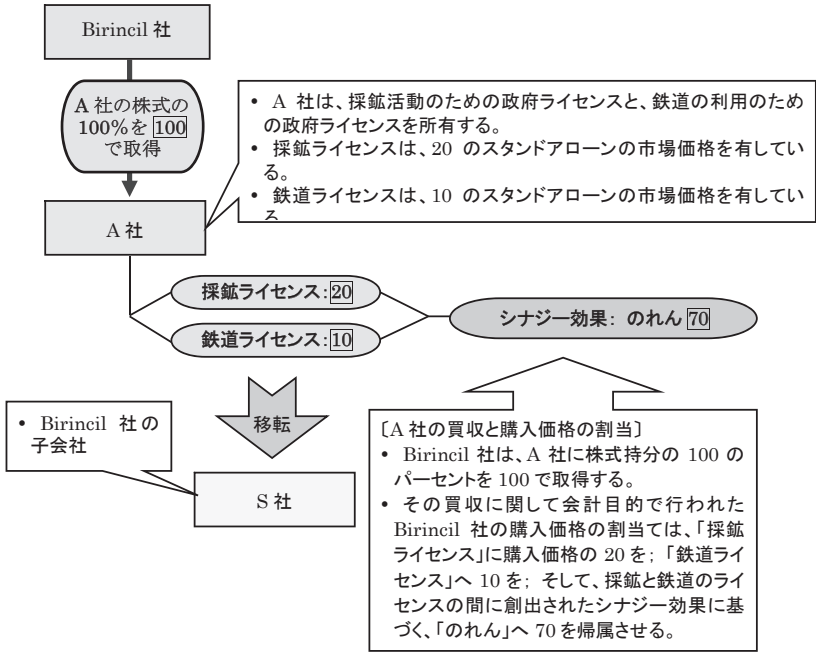 Birincil 社
A 社の株式の
100%を 100
で取得
• A 社は、採鉱活動のための政府ライセンスと、鉄道の利用のため
の政府ライセンスを所有する。
• 採鉱ライセンスは、20 のスタンドアローンの市場価格を有してい
る。
• 鉄道ライセンスは、10 のスタンドアローンの市場価格を有してい
A 社
採鉱ライセンス:20
鉄道ライセンス:10
シナジー効果: のれん 70
移転
• Birincil 社の
子会社
S 社
〔A 社の買収と購入価格の割当〕
• Birincil 社は、A 社に株式持分の 100 の
パーセントを 100 で取得する。
• その買収に関して会計目的で行われた
Birincil 社の購入価格の割当ては、「採鉱
ライセンス」に購入価格の 20 を; 「鉄道ライ
センス」へ 10 を; そして、採鉱と鉄道のライ
センスの間に創出されたシナジー効果に基
づく、「のれん」へ 70 を帰属させる。